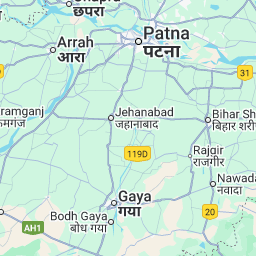 छपरा
Patna
पटना
Arrah
आरा
31
Jehanabad
जहानाबाद
Bihar Sh
बिहार शरीफ
119D
Rajgir
राजगीर
Nawada
नवादा
Gaya
गया
20
Bodh Gaya
बोध गया
AH1